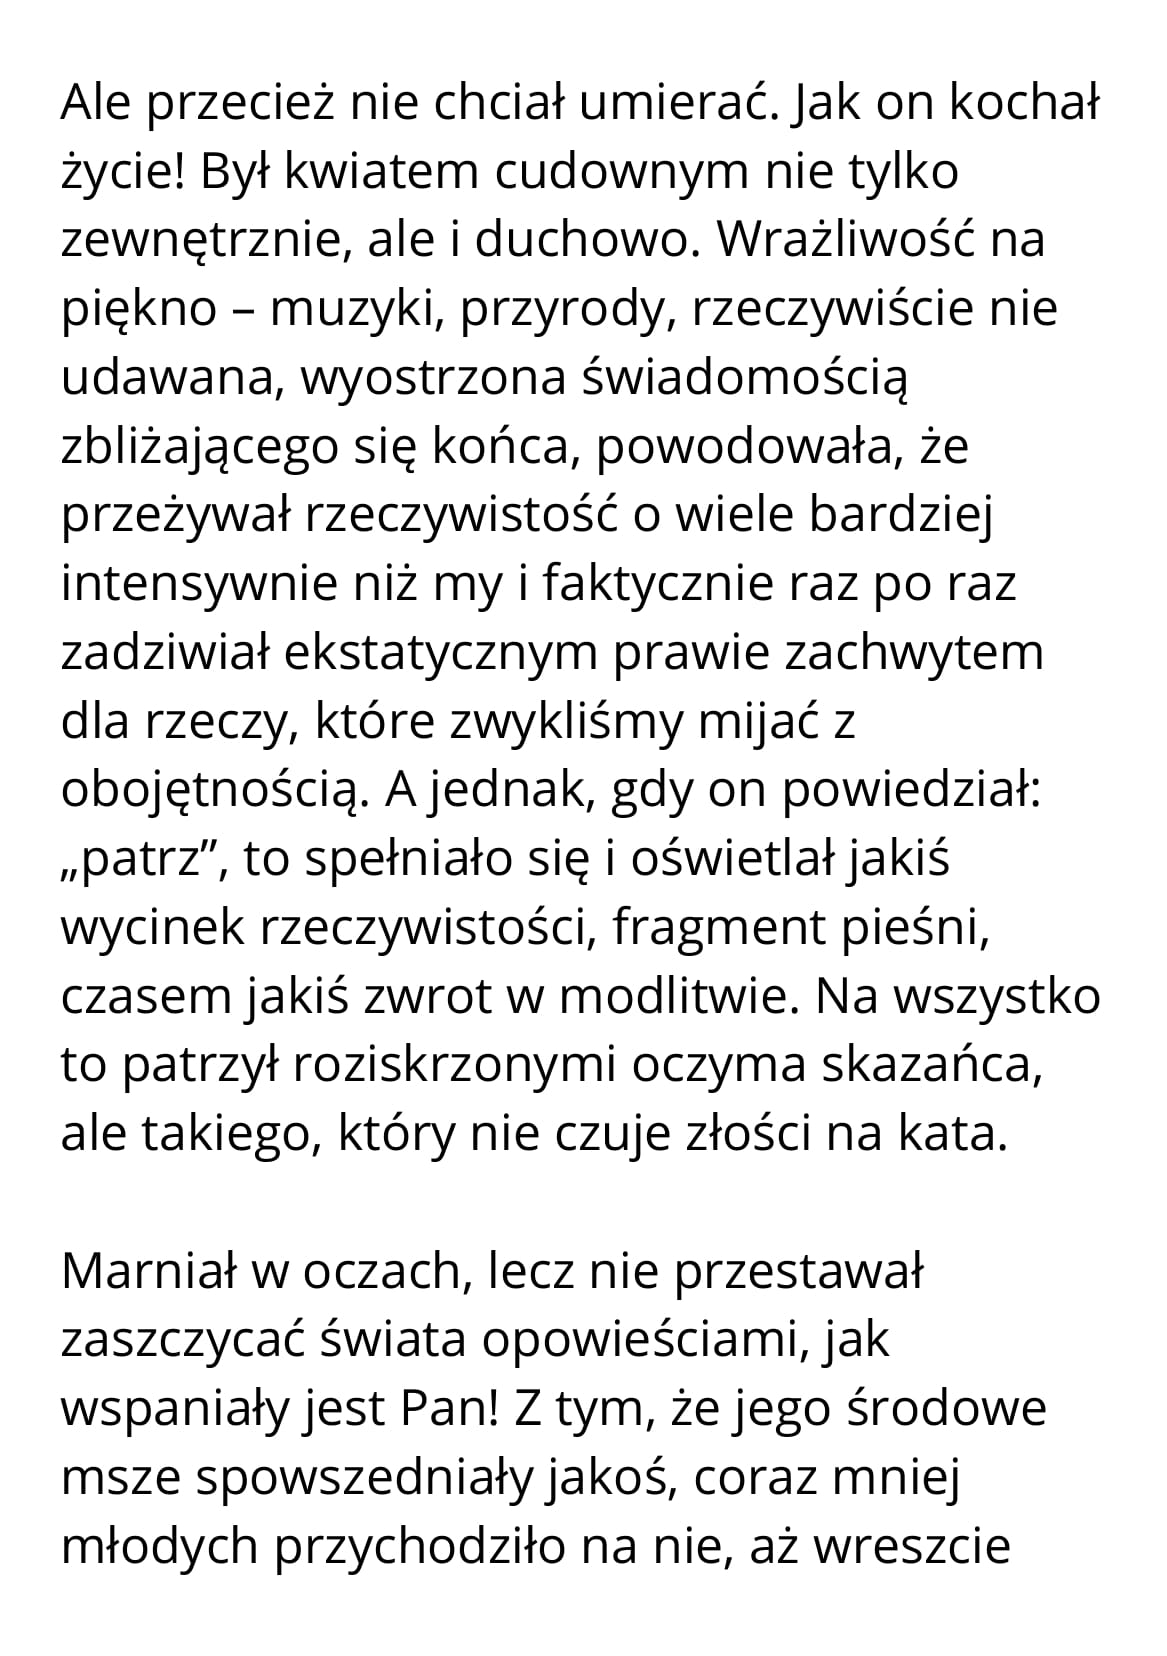 Ale przecież nie chciał umierać. Jak on kochał
życie! Był kwiatem cudownym nie tylko
zewnętrznie, ale i duchowo. Wrażliwość na
piękno – muzyki, przyrody, rzeczywiście nie
udawana, wyostrzona świadomością
zbliżającego się końca, powodowała, że
przeżywał rzeczywistość o wiele bardziej
intensywnie niż my i faktycznie raz po raz
zadziwiał ekstatycznym prawie zachwytem
dla rzeczy, które zwykliśmy mijać z
obojętnością. A jednak, gdy on powiedział:
„patrz”, to spełniało się i oświetlał jakiś
wycinek rzeczywistości, fragment pieśni,
czasem jakiś zwrot w modlitwie. Na wszystko
to patrzył roziskrzonymi oczyma skazańca,
ale takiego, który nie czuje złości na kata.
Marniał w oczach, lecz nie przestawał
zaszczycać świata opowieściami, jak
wspaniały jest Pan! Z tym, że jego środowe
msze spowszedniały jakoś, coraz mniej
młodych przychodziło na nie, aż wreszcie